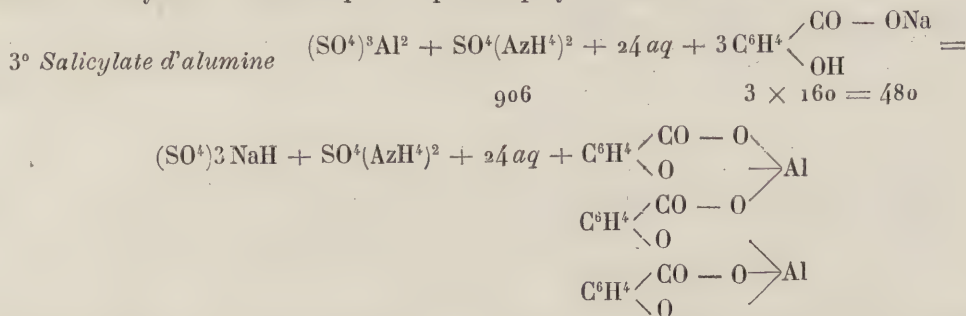 3° Salicylate d'alumine (SO⁴)³Al² + SO⁴(AzH⁴)² + 24 aq + 3 C⁶H⁴ CO — ONa OH =
906 3 × 160 = 480
(SO⁴)3 NaH + SO⁴(AzH⁴)² + 24 aq + C⁶H⁴ CO — O O Al
C⁶H⁴ CO — O O
C⁶H⁴ CO — O O Al